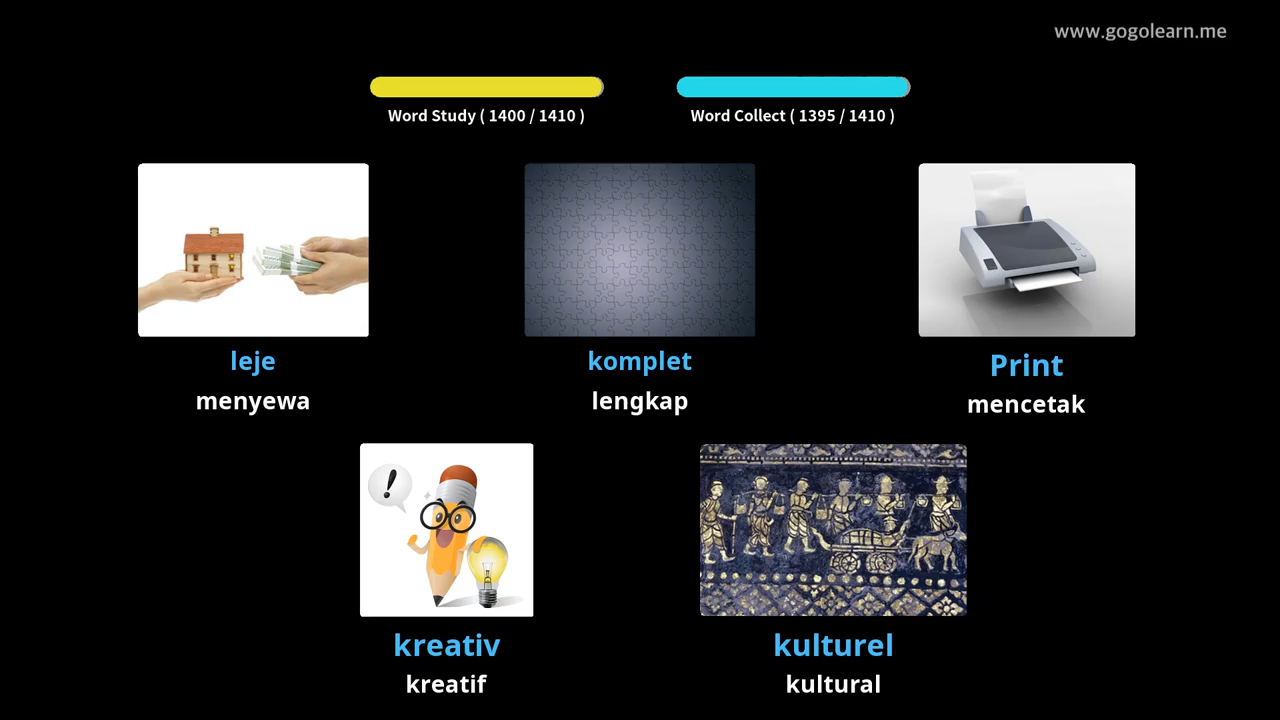 www.gogolearn.me
Word Study ( 1400 / 1410 )
Word Collect ( 1395 / 1410 )
leje
menyewa
komplet
lengkap
Print
mencetak
kreativ
kreatif
kulturel
kultural